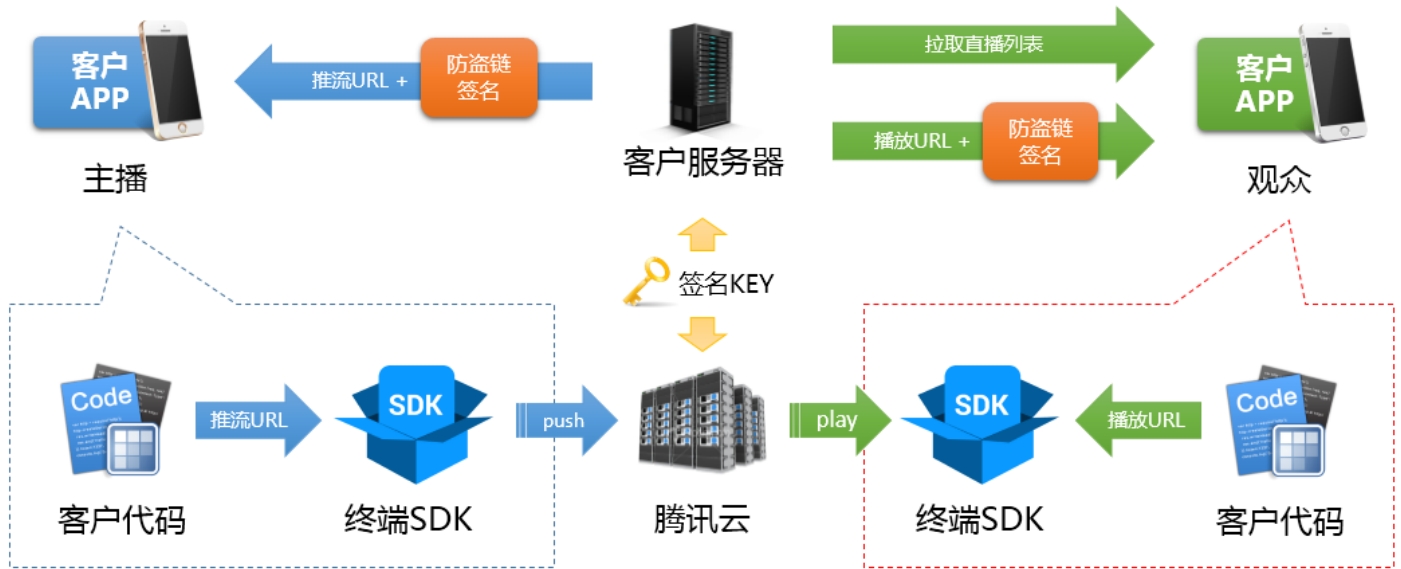 客户
APP
主播
推流URL +
防盗链
签名
客户服务器
拉取直播列表
播放URL +
防盗链
签名
客户
APP
观众
签名KEY
Code
客户代码
推流URL
SDK
终端SDK
push
腾讯云
play
SDK
终端SDK
播放URL
Code
客户代码